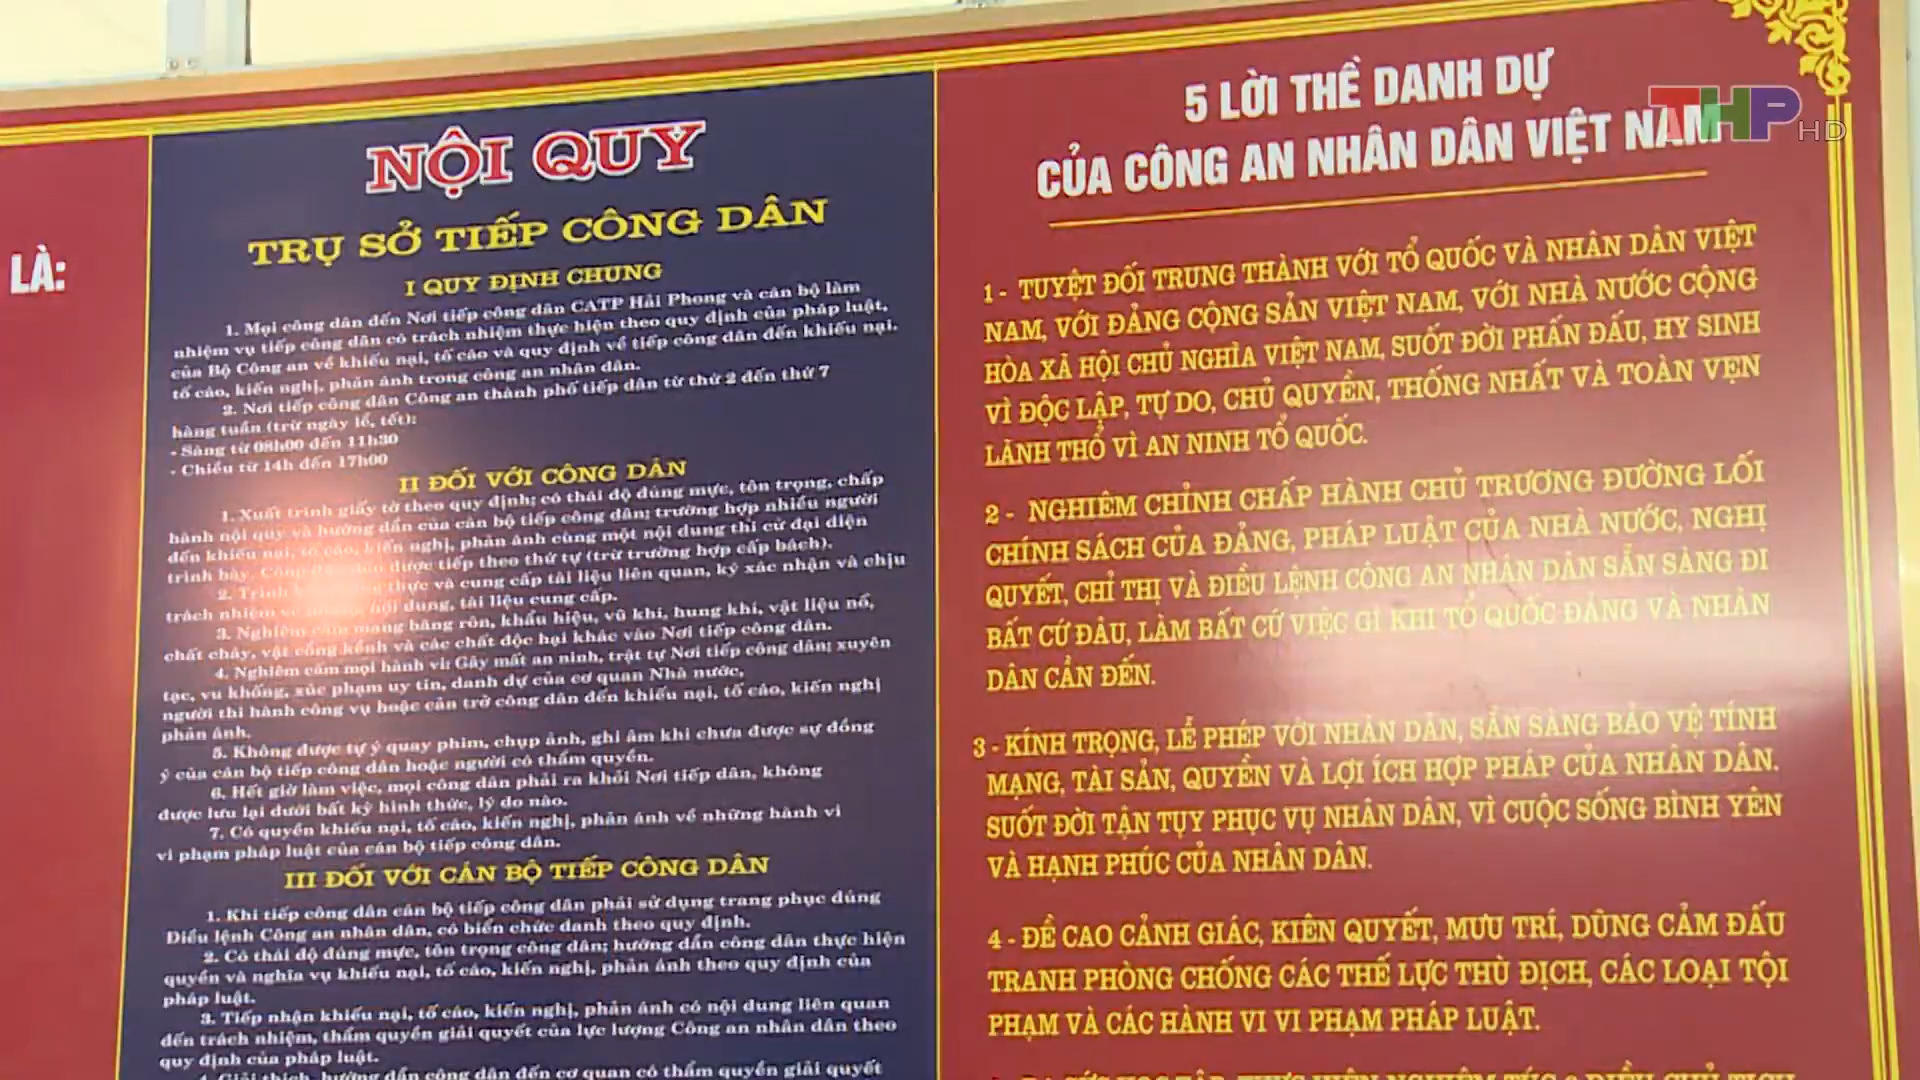 LÀ:
NỘI QUY
TRỤ SỞ TIẾP CÔNG DÂN
I QUY ĐỊNH CHUNG
1. Mọi công dân đến Nơi tiếp công dân CATP Hải Phong và cán bộ làm
nhiệm vụ tiếp công dân có trách nhiệm thực hiện theo quy định của pháp luật,
của Bộ Công an về khiếu nại, tố cáo và quy định về tiếp công dân đến khiếu nại.
tố cáo, kiến nghị, phản ánh trong công an nhân dân.
2. Nơi tiếp công dân Công an thành phố tiếp dân từ thứ 2 đến thứ 7
hàng tuần (trừ ngày lễ, tết):
- Sàng từ 08h00 đến 11h30
- Chiều từ 14h đến 17h00
II ĐỐI VỚI CÔNG DÂN
1. Xuất trình giấy tờ theo quy định; có thái độ đúng mực, tôn trọng, chấp
hành nội quy và hướng dẫn của cán bộ tiếp công dân; trường hợp nhiều người
đến khiếu nại, tố cáo, kiến nghị, phản ánh cùng một nội dung thì cử đại diện
trình bày. được tiếp theo thứ tự (trừ trường hợp cấp bách).
2. Trình thực và cung cấp tài liệu liên quan, ký xác nhận và chịu
trách nhiệm nội dung, tài liệu cung cấp.
3. Nghiêm cấm mang băng rôn, khẩu hiệu, vũ khí, hung khí, vật liệu nổ,
chất cháy, vật cồng kềnh và các chất độc hại khác vào Nơi tiếp công dân.
4. Nghiêm cấm mọi hành vi: Gây mất an ninh, trật tự Nơi tiếp công dân; xuyên
tạc, vu khống, xúc phạm uy tín, danh dự của cơ quan Nhà nước,
người thi hành công vụ hoặc cản trở công dân đến khiếu nại, tố cáo, kiến nghị
phản ánh.
5. Không được tự ý quay phim, chụp ảnh, ghi âm khi chưa được sự đồng
ý của cán bộ tiếp công dân hoặc người có thẩm quyền.
6. Hết giờ làm việc, mọi công dân phải ra khỏi Nơi tiếp dân, không
được lưu lại dưới bất kỳ hình thức, lý do nào.
7. Có quyền khiếu nại, tố cáo, kiến nghị, phản ánh về những hành vi
vi phạm pháp luật của cán bộ tiếp công dân.
III ĐỐI VỚI CÁN BỘ TIẾP CÔNG DÂN
1. Khi tiếp công dân cán bộ tiếp công dân phải sử dụng trang phục đúng
Điều lệnh Công an nhân dân, có biển chức danh theo quy định.
2. Có thái độ đúng mực, tôn trọng công dân; hướng dẫn công dân thực hiện
quyền và nghĩa vụ khiếu nại, tố cáo, kiến nghị, phản ánh theo quy định của
pháp luật.
3. Tiếp nhận khiếu nại, tố cáo, kiến nghị, phản ánh có nội dung liên quan
đến trách nhiệm, thẩm quyền giải quyết của lực lượng Công an nhân dân theo
quy định của pháp luật.
4. Giải thích, hướng dẫn công dân đến cơ quan có thẩm quyền giải quyết
5 LỜI THỀ DANH DỰ
CỦA CÔNG AN NHÂN DÂN VIỆT NAM
1 - TUYỆT ĐỐI TRUNG THÀNH VỚI TỔ QUỐC VÀ NHÂN DÂN VIỆT
NAM, VỚI ĐẢNG CỘNG SẢN VIỆT NAM, VỚI NHÀ NƯỚC CỘNG
HÒA XÃ HỘI CHỦ NGHĨA VIỆT NAM, SUỐT ĐỜI PHẤN ĐẤU, HY SINH
VÌ ĐỘC LẬP, TỰ DO, CHỦ QUYỀN, THỐNG NHẤT VÀ TOÀN VẸN
LÃNH THỔ VÌ AN NINH TỔ QUỐC.
2 - NGHIÊM CHỈNH CHẤP HÀNH CHỦ TRƯƠNG ĐƯỜNG LỐI
CHÍNH SÁCH CỦA ĐẢNG, PHÁP LUẬT CỦA NHÀ NƯỚC, NGHỊ
QUYẾT, CHỈ THỊ VÀ ĐIỀU LỆNH CÔNG AN NHÂN DÂN SẴN SÀNG ĐI
BẤT CỨ ĐÂU, LÀM BẤT CỨ VIỆC GÌ KHI TỔ QUỐC ĐẢNG VÀ NHÂN
DÂN CẦN ĐẾN.
3 - KÍNH TRỌNG, LỄ PHÉP VỚI NHÂN DÂN, SẴN SÀNG BẢO VỆ TÍNH
MẠNG, TÀI SẢN, QUYỀN VÀ LỢI ÍCH HỢP PHÁP CỦA NHÂN DÂN.
SUỐT ĐỜI TẬN TỤY PHỤC VỤ NHÂN DÂN, VÌ CUỘC SỐNG BÌNH YÊN
VÀ HẠNH PHÚC CỦA NHÂN DÂN.
4 - ĐỀ CAO CẢNH GIÁC, KIÊN QUYẾT, MƯU TRÍ, DŨNG CẢM ĐẤU
TRANH PHÒNG CHỐNG CÁC THẾ LỰC THÙ ĐỊCH, CÁC LOẠI TỘI
PHẠM VÀ CÁC HÀNH VI VI PHẠM PHÁP LUẬT.
THP HD